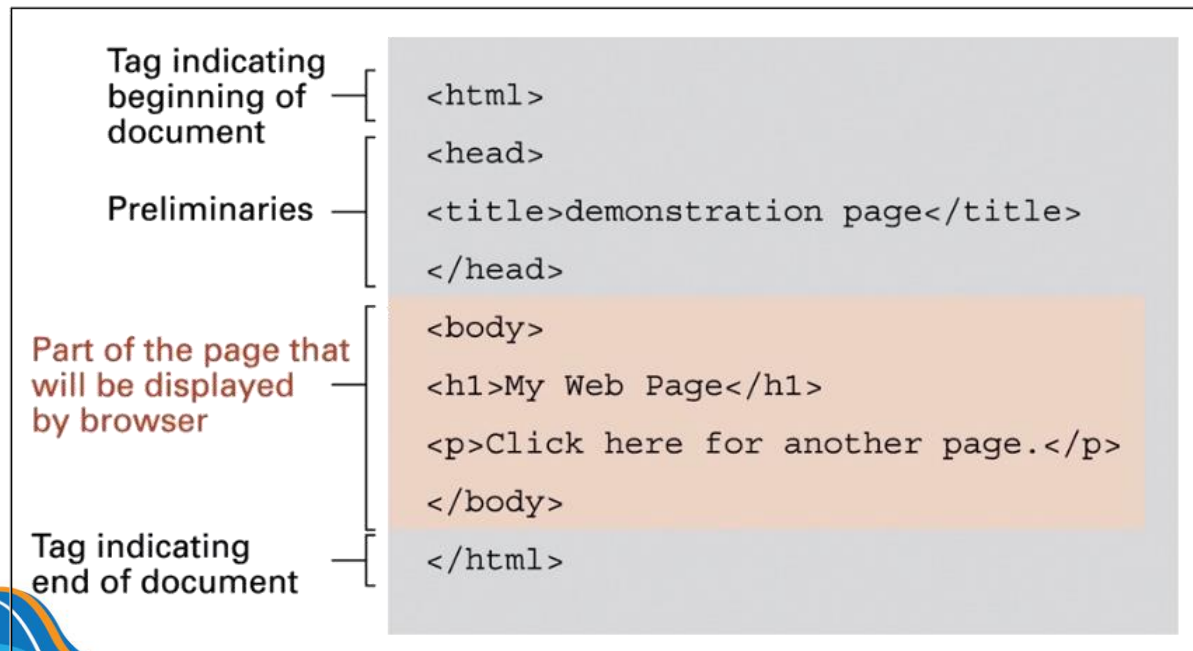 Tag indicating
beginning of
document
<html>
<head>
Preliminaries
<title>demonstration page</title>
</head>
Part of the page that
will be displayed
by browser
<body>
<h1>My Web Page</h1>
<p>Click here for another page.</p>
</body>
Tag indicating
end of document
</html>